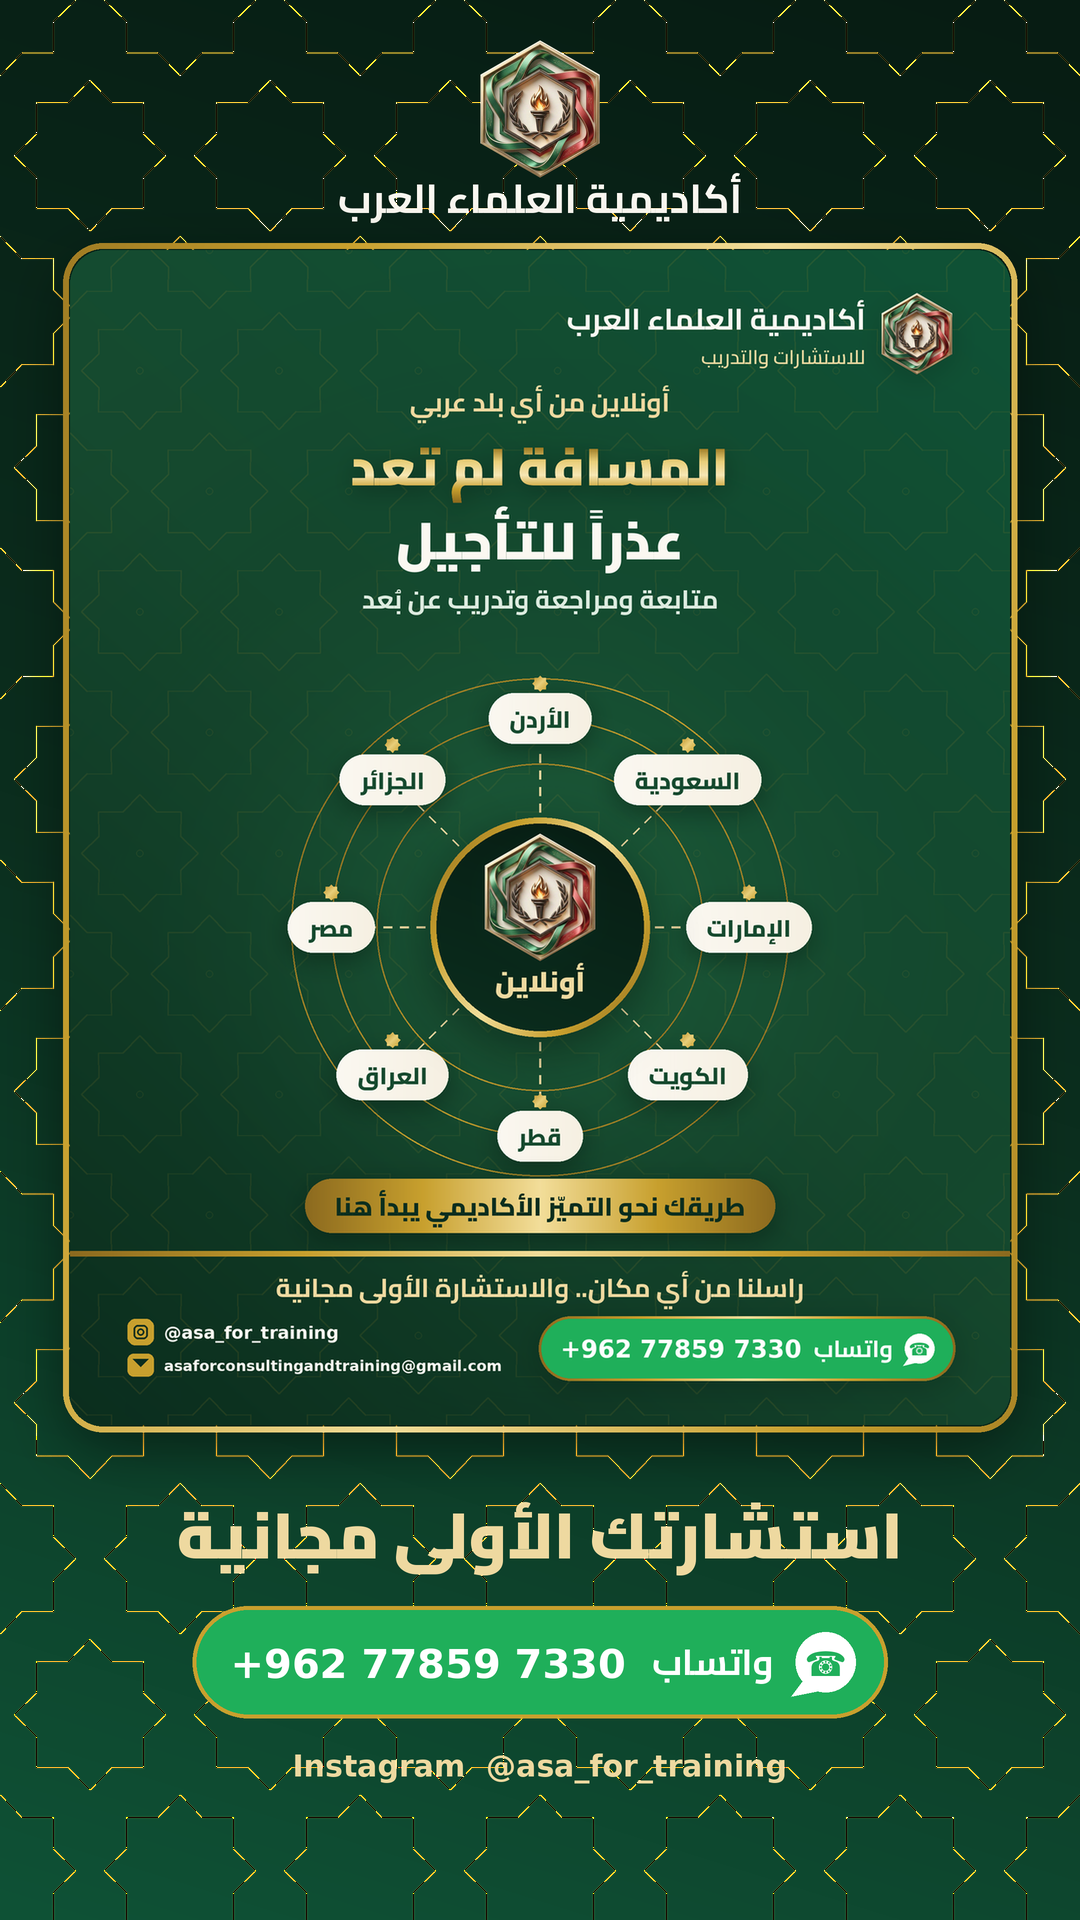 أكاديمية العلماء العرب
أكاديمية العلماء العرب
للاستشارات والتدريب
أونلاين من أي بلد عربي
المسافة لم تعد
عذراً للتأجيل
متابعة ومراجعة وتدريب عن بُعد
الأردن
السعودية
الجزائر
الإمارات
مصر
أونلاين
الكويت
العراق
قطر
طريقك نحو التميّز الأكاديمي يبدأ هنا
راسلنا من أي مكان.. والاستشارة الأولى مجانية
واتساب +962 77859 7330
@asa_for_training
asaforconsultingandtraining@gmail.com
استشارتك الأولى مجانية
واتساب +962 77859 7330
Instagram @asa_for_training